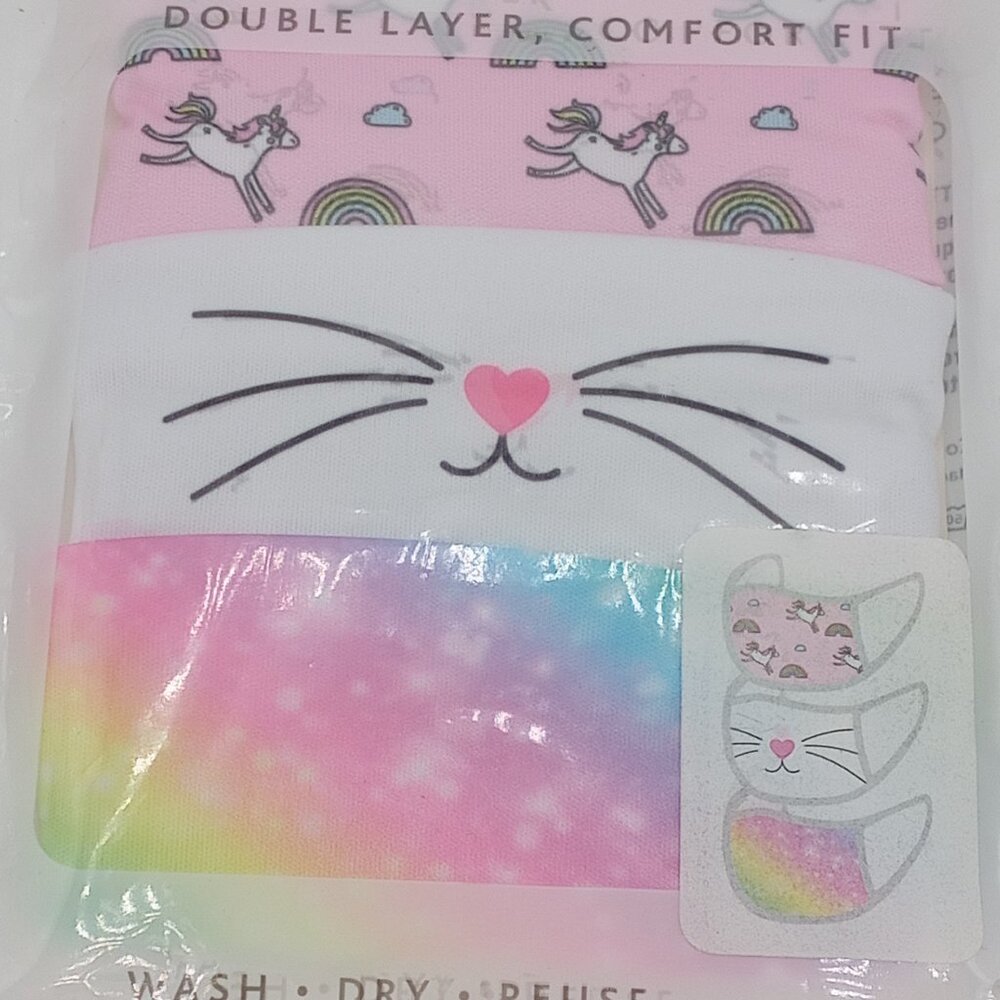 DOUBLE LAYER, COMFORT FIT
WASH • DRY • REUSE